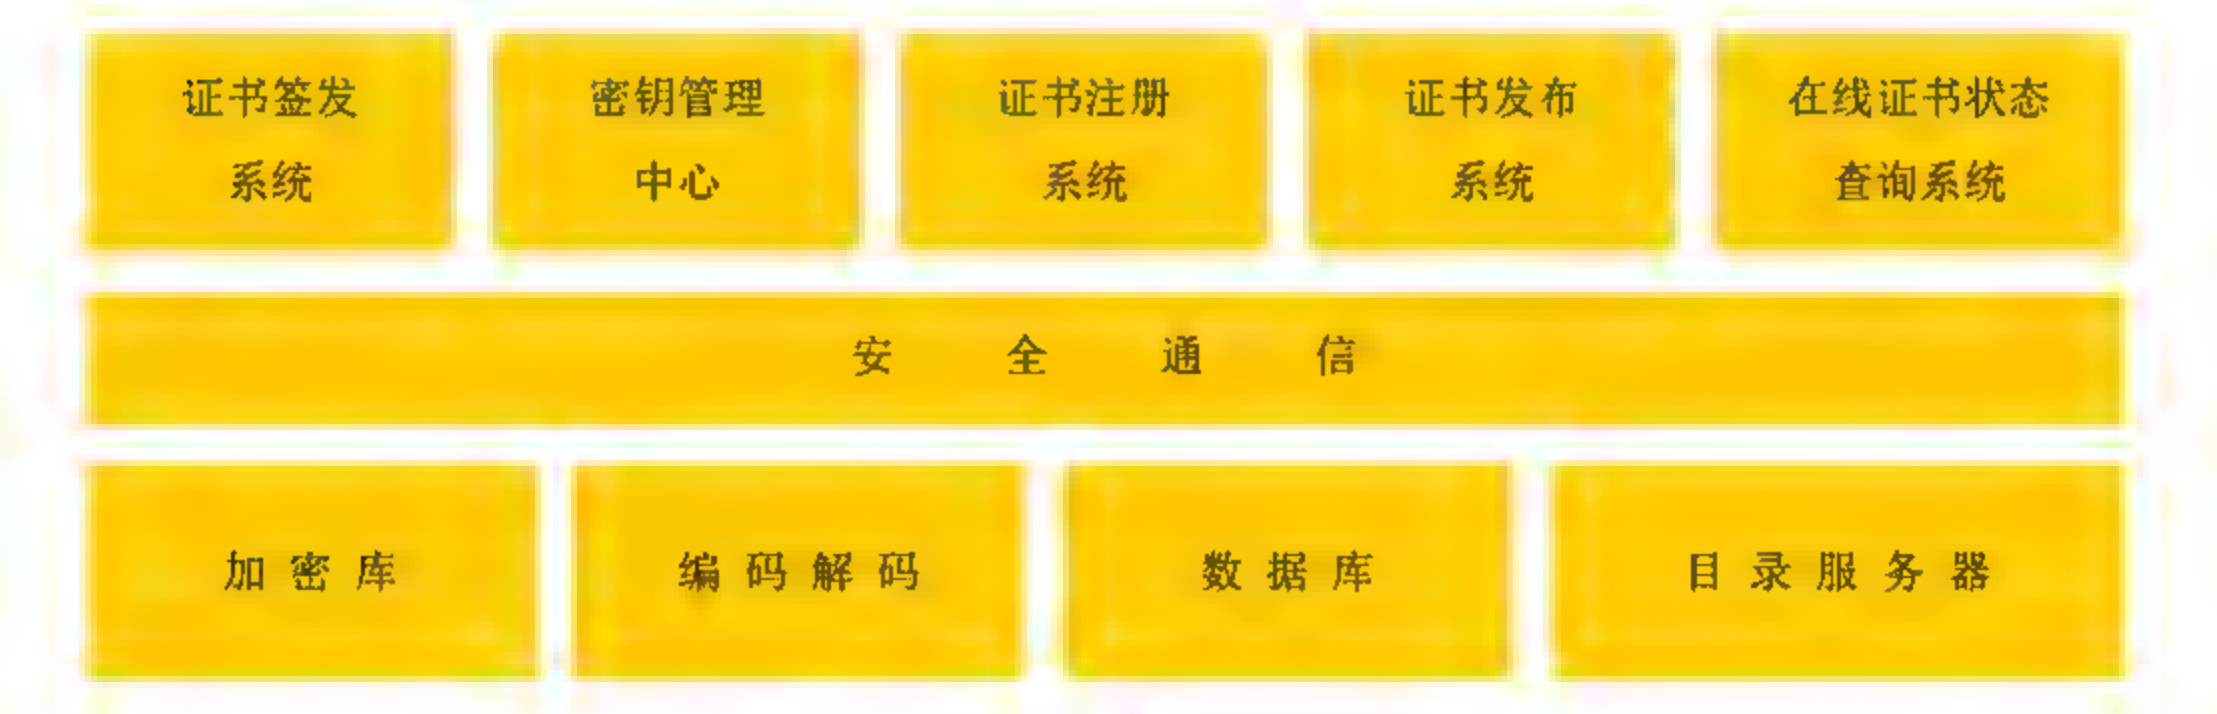 证书签发
系统
密钥管理
中心
证书注册
系统
证书发布
系统
在线证书状态
查询系统
安全通信
加密库
编码解码
数据库
目录服务器